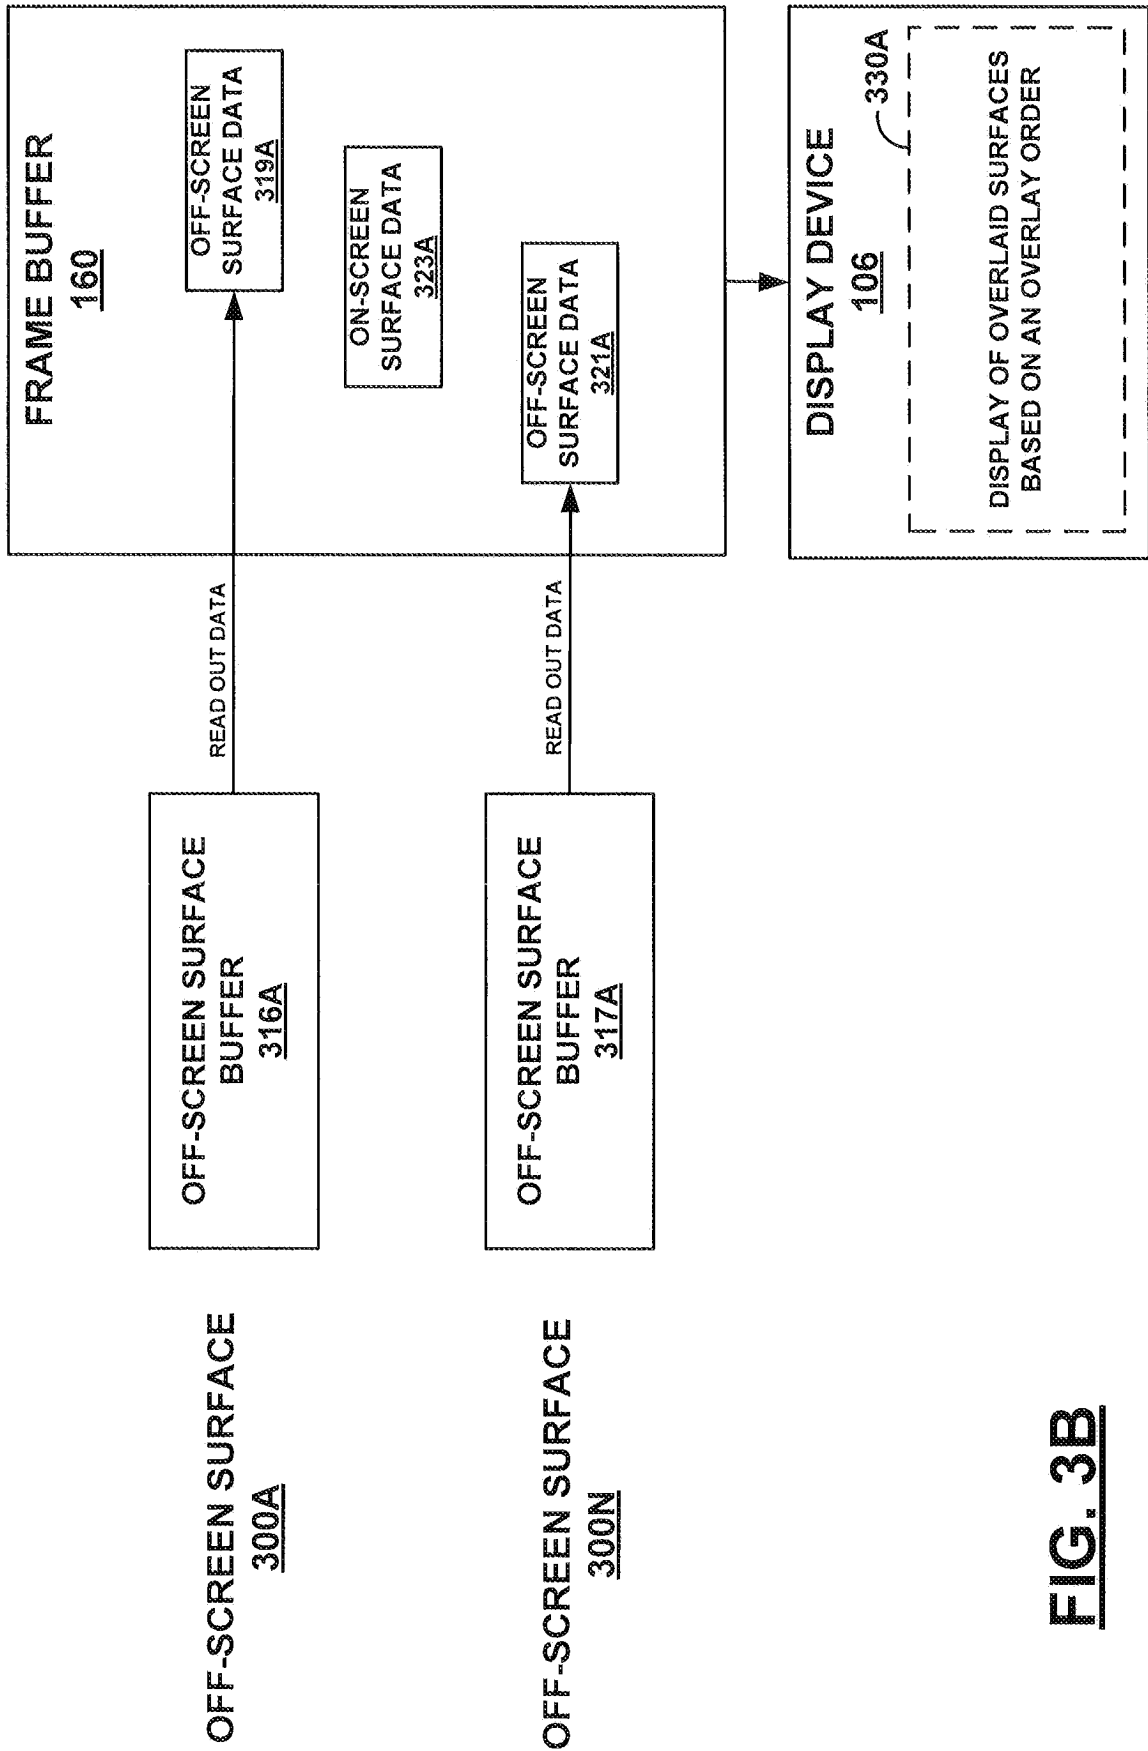 OFF-SCREEN SURFACE
300A
OFF-SCREEN SURFACE
BUFFER
316A
READ OUT DATA
FRAME BUFFER
160
OFF-SCREEN
SURFACE DATA
319A
ON-SCREEN
SURFACE DATA
323A
OFF-SCREEN SURFACE
300N
OFF-SCREEN SURFACE
BUFFER
317A
READ OUT DATA
OFF-SCREEN
SURFACE DATA
321A
DISPLAY DEVICE
106
330A
DISPLAY OF OVERLAID SURFACES
BASED ON AN OVERLAY ORDER
FIG. 3B